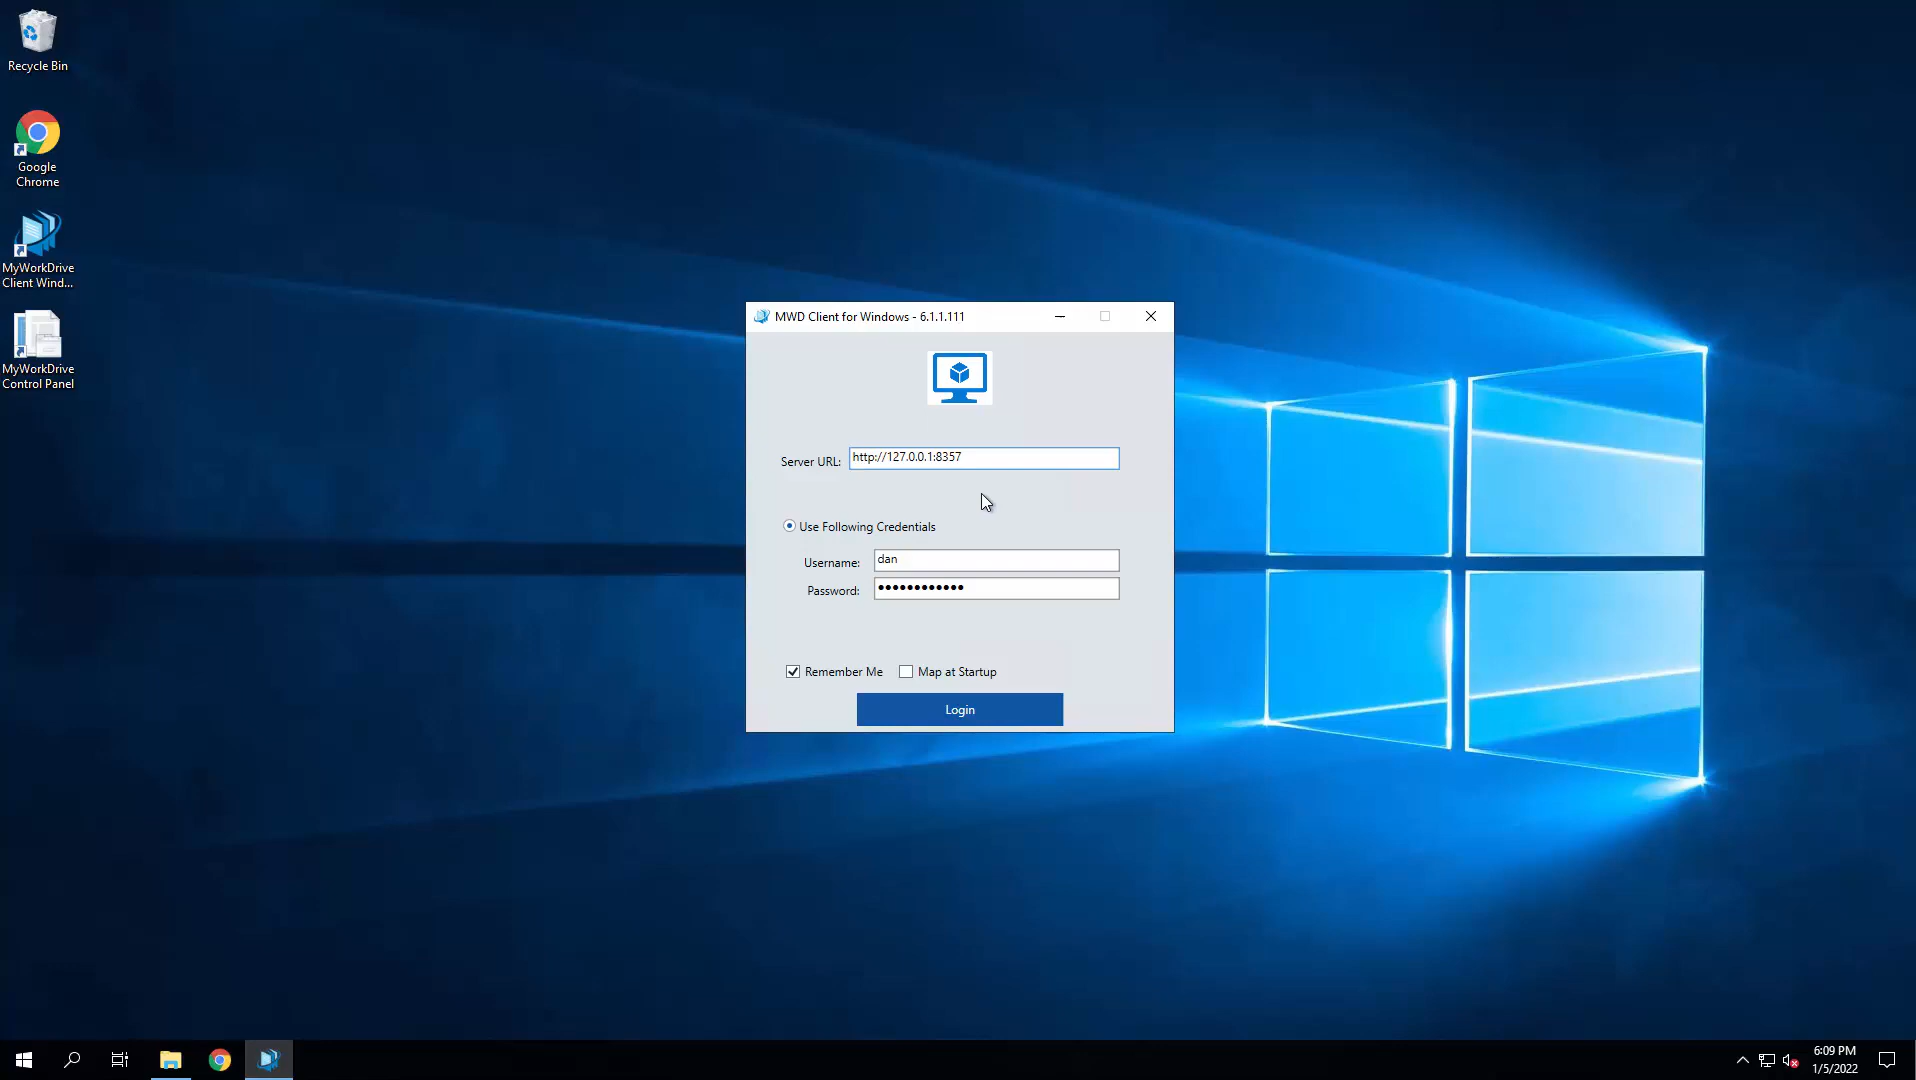 Recycle Bin
Google
Chrome
MyWorkDrive
Client Wind...
MyWorkDrive
Control Panel
MWD Client for Windows - 6.1.1.111
Server URL: http://127.0.0.1:8357
Use Following Credentials
Username: dan
Password: ••••••••••••
Remember Me Map at Startup
Login
6:09 PM
1/5/2022